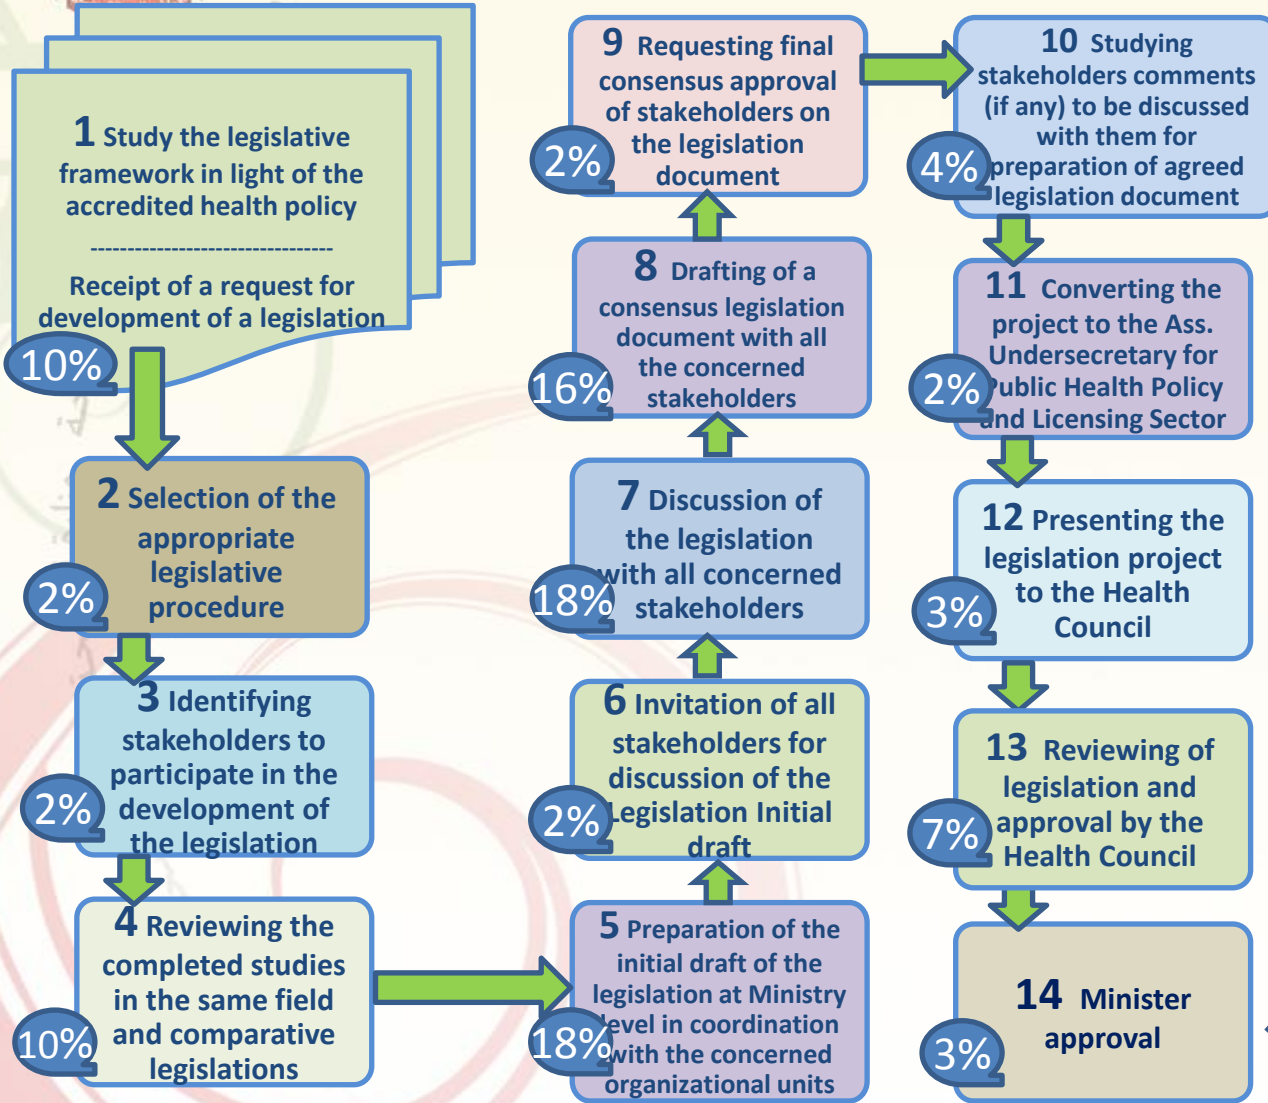 1 Study the legislative
framework in light of the
accredited health policy
---------------------------------
Receipt of a request for
development of a legislation
10%
2 Selection of the
appropriate
legislative
procedure
2%
3 Identifying
stakeholders to
participate in the
development of
the legislation
2%
4 Reviewing the
completed studies
in the same field
and comparative
legislations
10%
5 Preparation of the
initial draft of the
legislation at Ministry
level in coordination
with the concerned
organizational units
18%
6 Invitation of all
stakeholders for
discussion of the
Legislation Initial
draft
2%
7 Discussion of
the legislation
with all concerned
stakeholders
18%
8 Drafting of a
consensus legislation
document with all
the concerned
stakeholders
16%
9 Requesting final
consensus approval
of stakeholders on
the legislation
document
2%
10 Studying
stakeholders comments
(if any) to be discussed
with them for
preparation of agreed
legislation document
4%
11 Converting the
project to the Ass.
Undersecretary for
Public Health Policy
and Licensing Sector
2%
12 Presenting the
legislation project
to the Health
Council
3%
13 Reviewing of
legislation and
approval by the
Health Council
7%
14 Minister
approval
3%